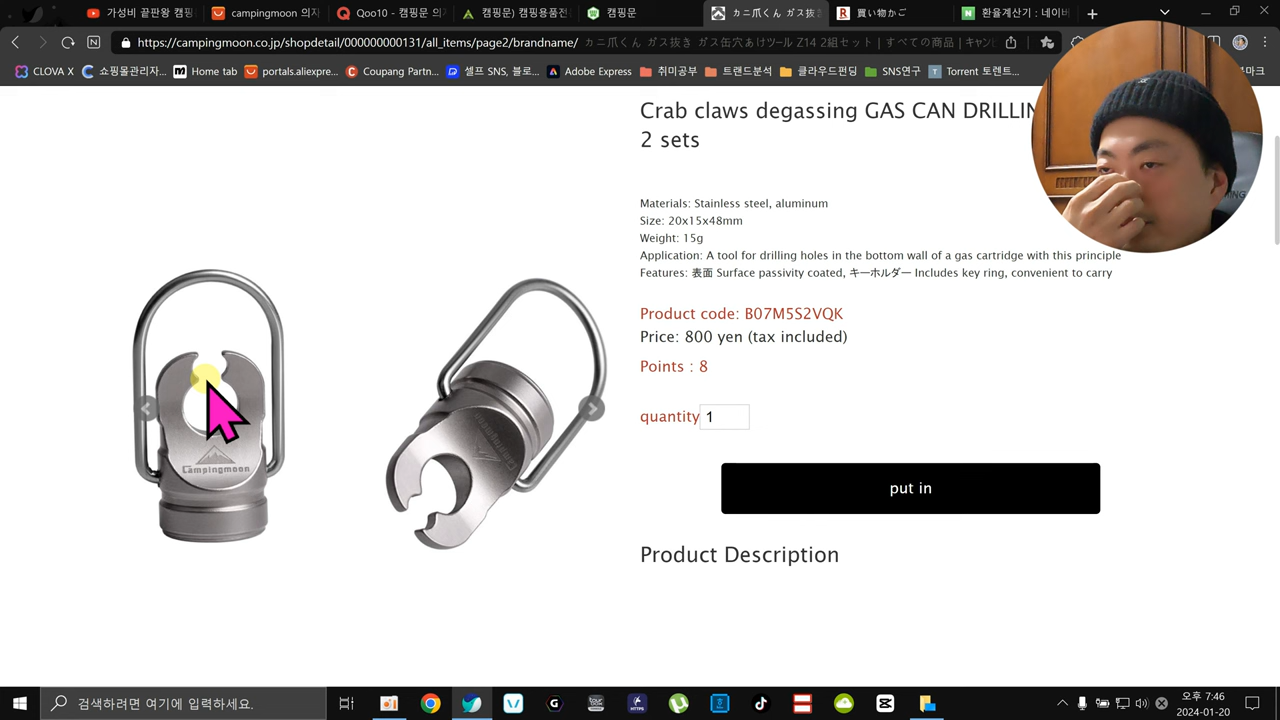 가성비 끝판왕 캠핑
campingmoon 의자
Qoo10 - 캠핑문 의
캠핑문) 캠핑용품전
캠핑문
カニ爪くん ガス抜き
買い物かご
환율계산기 : 네이버
https://campingmoon.co.jp/shopdetail/000000000131/all_items/page2/brandname/
カニ爪くん ガス抜き ガス缶穴あけツール Z14 2組セット | すべての商品 | キャン
CLOVA X
쇼핑몰관리자...
Home tab
portals.aliexpre...
Coupang Partn...
셀프 SNS, 블로...
Adobe Express
취미공부
트랜드분석
클라우드펀딩
SNS연구
Torrent 토렌트...
Crab claws degassing GAS CAN DRILLIN
2 sets
Materials: Stainless steel, aluminum
Size: 20x15x48mm
Weight: 15g
Application: A tool for drilling holes in the bottom wall of a gas cartridge with this principle
Features: 表面 Surface passivity coated, キーホルダー Includes key ring, convenient to carry
Product code: B07M5S2VQK
Price: 800 yen (tax included)
Points : 8
quantity
1
put in
Product Description
Campingmoon
Campingmoon
검색하려면 여기에 입력하세요.
오후 7:46
2024-01-20